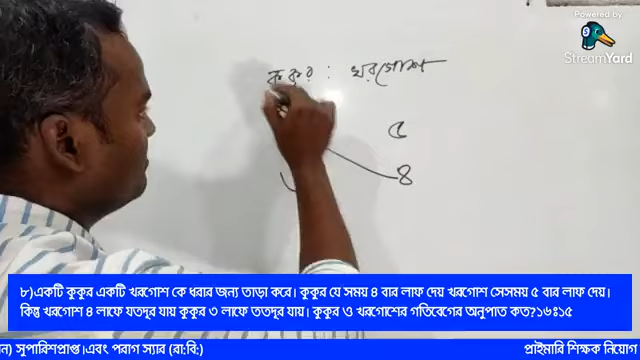 Powered by
StreamYard
কুকুর : খরগোশ
৫
৪
৮)একটি কুকুর একটি খরগোশ কে ধরার জন্য তাড়া করে। কুকুর যে সময় ৪ বার লাফ দেয় খরগোশ সেসময় ৫ বার লাফ দেয়।
কিন্তু খরগোশ ৪ লাফে যতদূর যায় কুকুর ৩ লাফে ততদূর যায়। কুকুর ও খরগোশের গতিবেগের অনুপাত কত?১৬ঃ১৫
ন) সুপারিশপ্রাপ্ত।এবং পরাগ স্যার (রা:বি:) প্রাইমারি শিক্ষক নিয়োগ